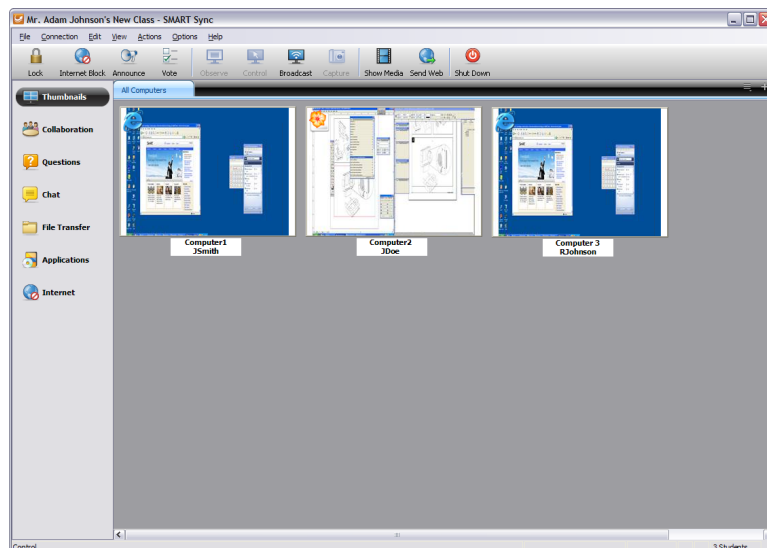 Mr. Adam Johnson's New Class - SMART Sync
File Connection Edit View Actions Options Help
Lock Internet Block Announce Vote Observe Control Broadcast Capture Show Media Send Web Shut Down
Thumbnails
All Computers
Collaboration
Questions
Chat
File Transfer
Applications
Internet
Computer1
JSmith
Computer2
JDoe
Computer 3
RJohnson
Control
3 Students